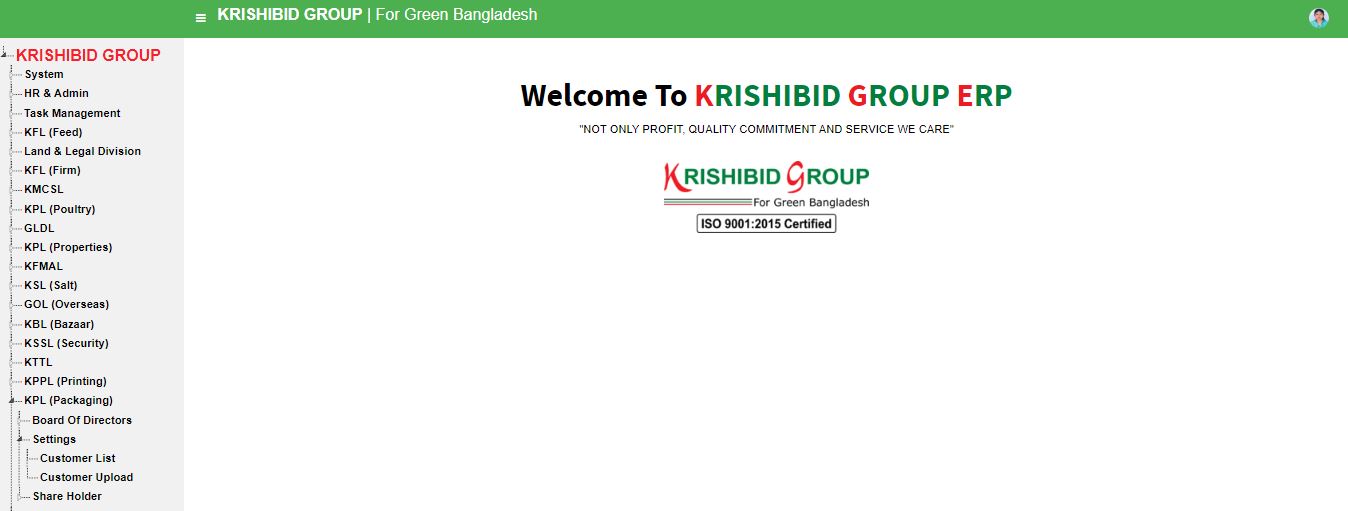 ≡ KRISHIBID GROUP | For Green Bangladesh
KRISHIBID GROUP
System
HR & Admin
Task Management
KFL (Feed)
Land & Legal Division
KFL (Firm)
KMCSL
KPL (Poultry)
GLDL
KPL (Properties)
KFMAL
KSL (Salt)
GOL (Overseas)
KBL (Bazaar)
KSSL (Security)
KTTL
KPPL (Printing)
KPL (Packaging)
Board Of Directors
Settings
Customer List
Customer Upload
Share Holder
Welcome To KRISHIBID GROUP ERP
"NOT ONLY PROFIT, QUALITY COMMITMENT AND SERVICE WE CARE"
KRISHIBID GROUP
For Green Bangladesh
ISO 9001:2015 Certified